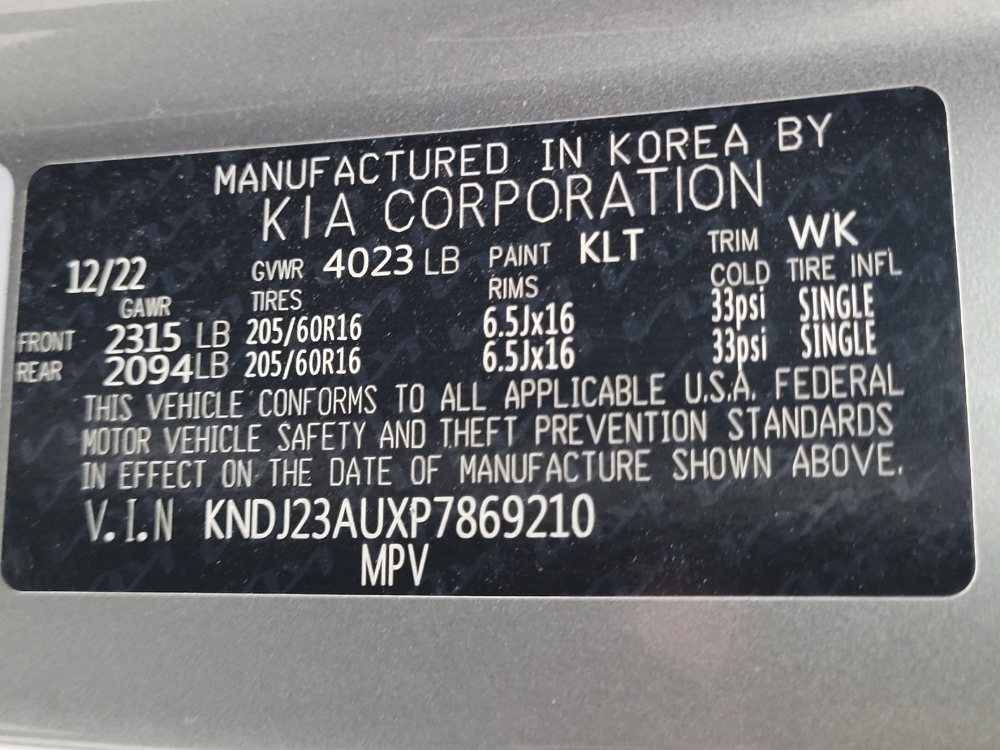 MANUFACTURED IN KOREA BY
KIA CORPORATION
12/22 GVWR 4023 LB PAINT KLT TRIM WK
GAWR TIRES RIMS COLD TIRE INFL
FRONT 2315 LB 205/60R16 6.5Jx16 33psi SINGLE
REAR 2094 LB 205/60R16 6.5Jx16 33psi SINGLE
THIS VEHICLE CONFORMS TO ALL APPLICABLE U.S.A. FEDERAL
MOTOR VEHICLE SAFETY AND THEFT PREVENTION STANDARDS
IN EFFECT ON THE DATE OF MANUFACTURE SHOWN ABOVE.
V.I.N KNDJ23AUXP7869210
MPV